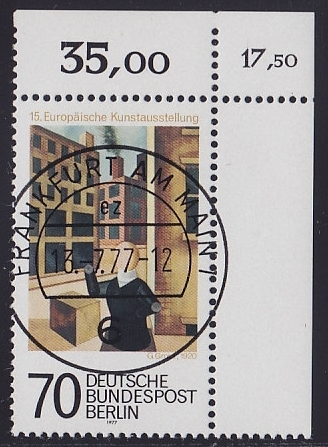 35,00
17,50
15. Europäische Kunstausstellung
FRANKFURT AM MAIN 1
ez
13.-7.77-12
c
G. Grosz, 1920
70
DEUTSCHE
BUNDESPOST
BERLIN
1977